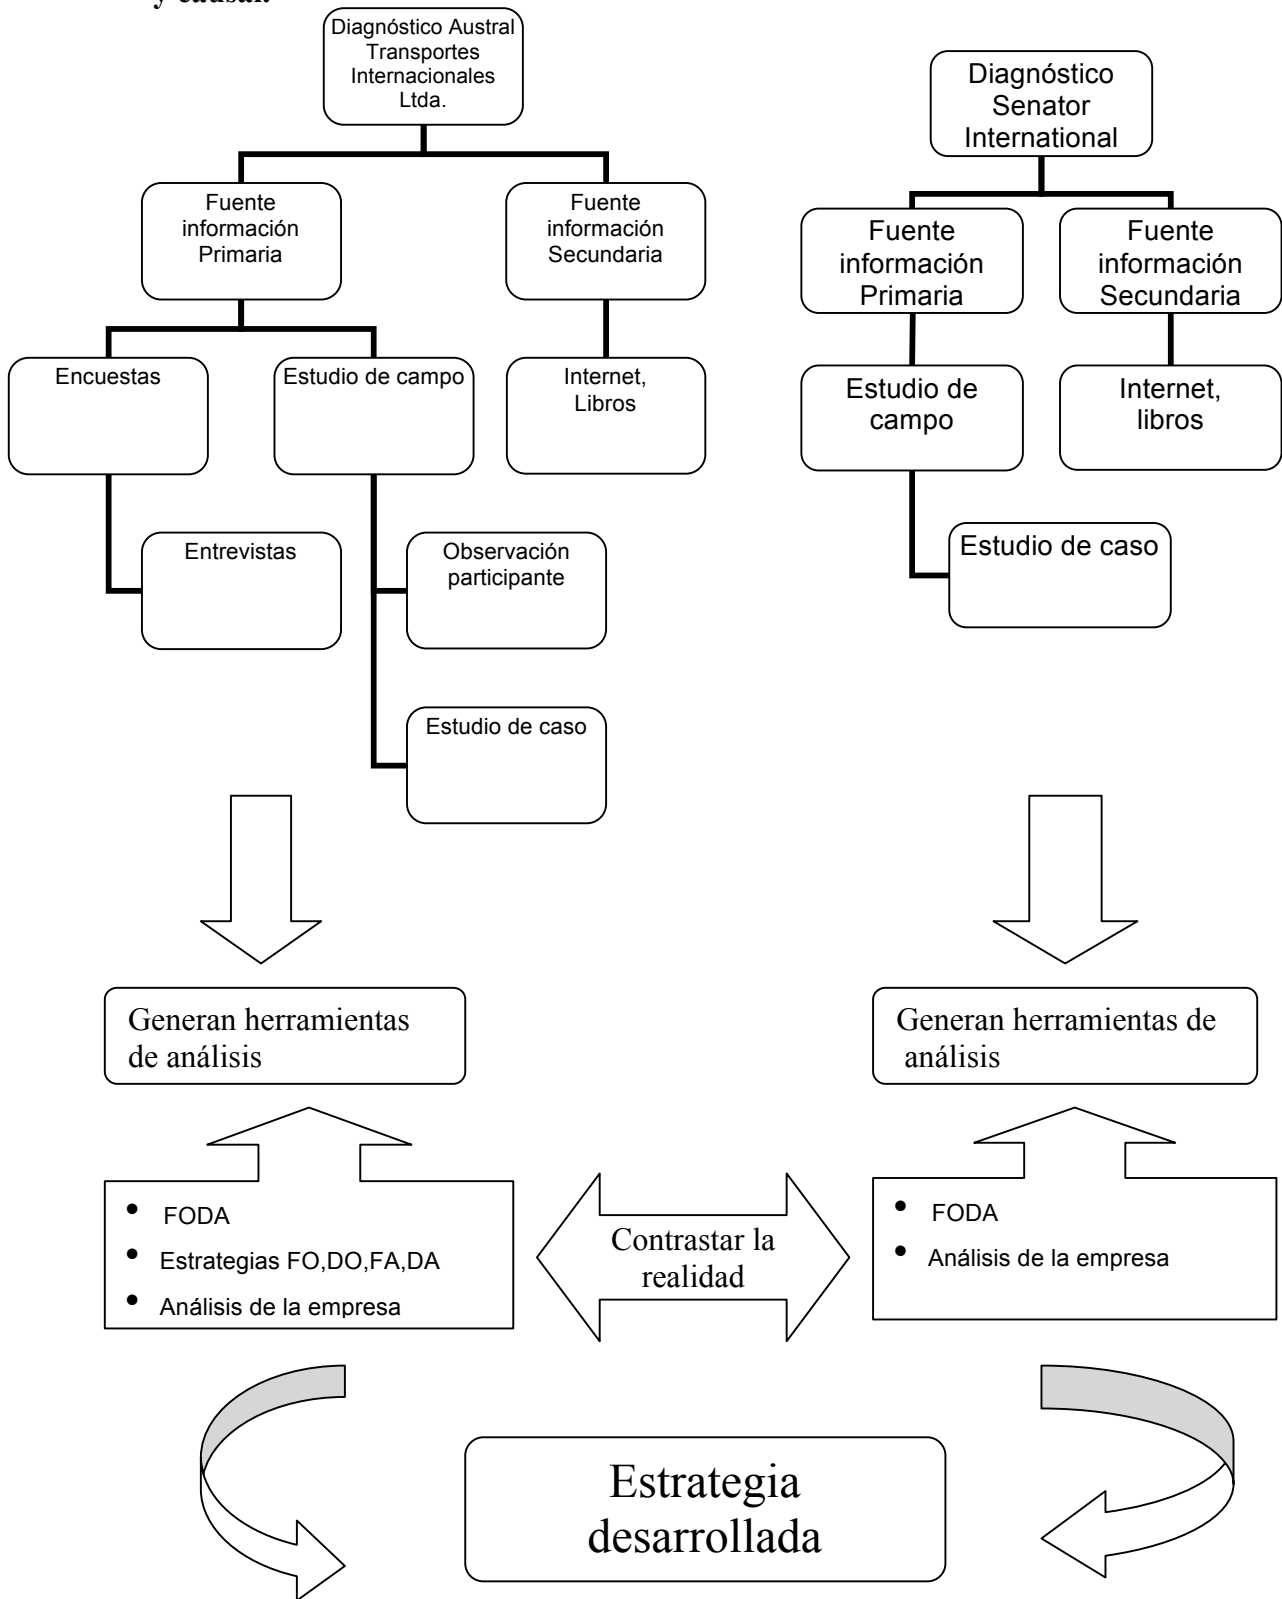 y causal.
Diagnóstico Austral
Transportes
Internacionales
Ltda.
Fuente
información
Primaria
Fuente
información
Secundaria
Encuestas
Estudio de campo
Internet,
Libros
Entrevistas
Observación
participante
Estudio de caso
Diagnóstico
Senator
International
Fuente
información
Primaria
Fuente
información
Secundaria
Estudio de
campo
Internet,
libros
Estudio de caso
Generan herramientas
de análisis
Generan herramientas de
análisis
• FODA
• Estrategias FO,DO,FA,DA
• Análisis de la empresa
Contrastar la
realidad
• FODA
• Análisis de la empresa
Estrategia
desarrollada